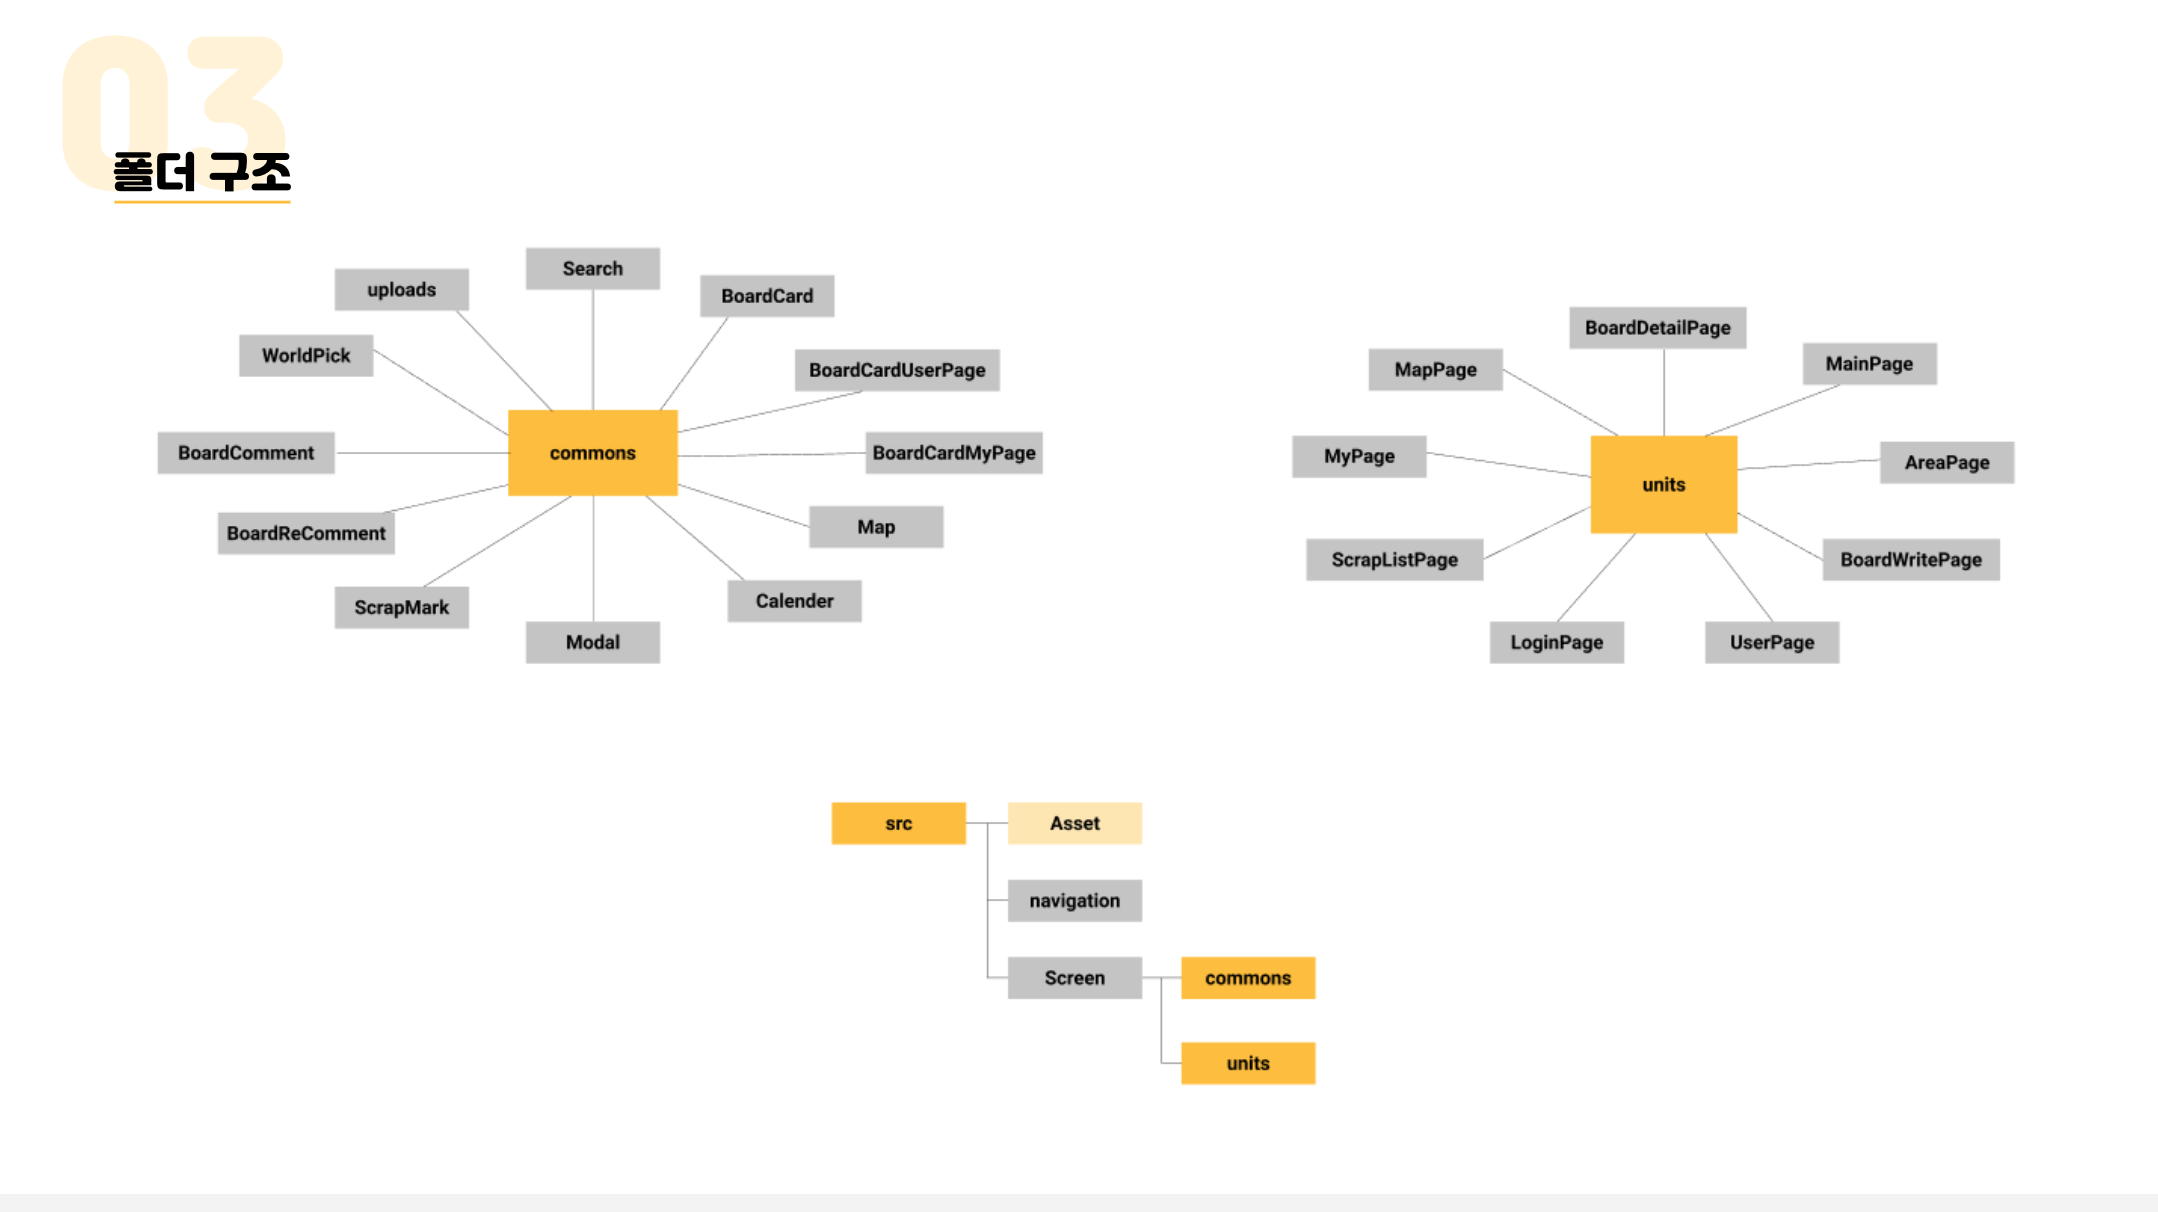 03
폴더 구조
Search
uploads
BoardCard
WorldPick
BoardCardUserPage
BoardComment
commons
BoardCardMyPage
BoardReComment
Map
ScrapMark
Calender
Modal
BoardDetailPage
MapPage
MainPage
MyPage
AreaPage
units
ScrapListPage
BoardWritePage
LoginPage
UserPage
src
Asset
navigation
Screen
commons
units